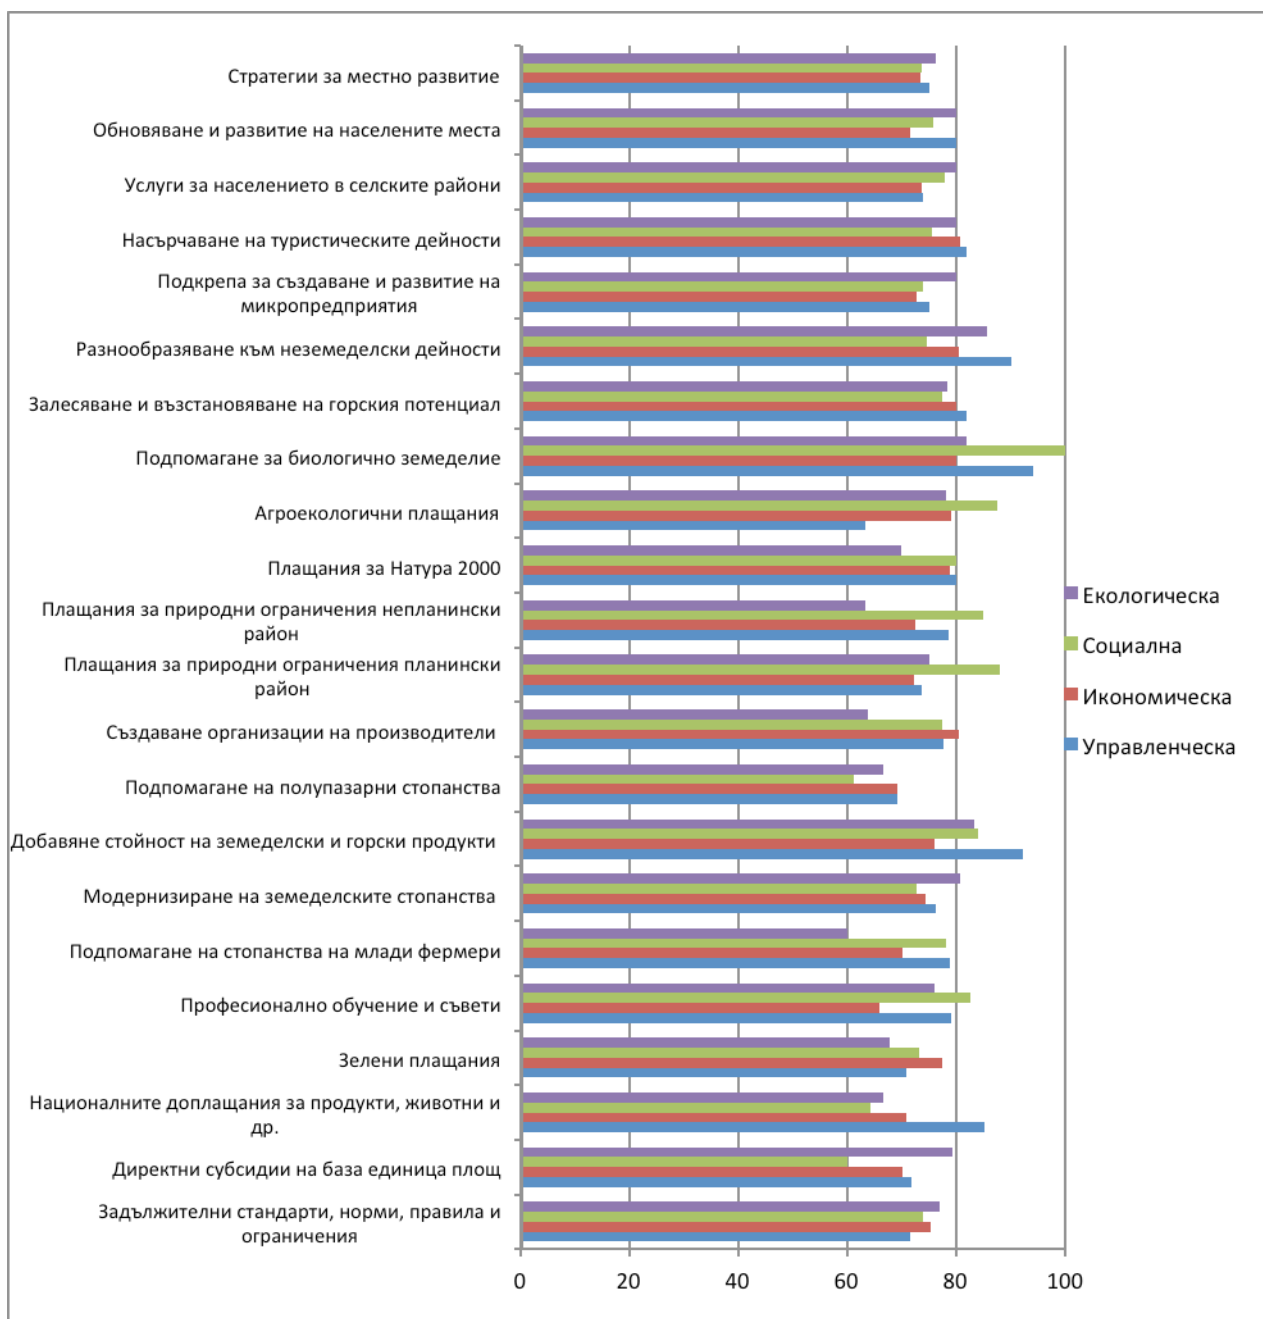 Стратегии за местно развитие
Обновяване и развитие на населените места
Услуги за населението в селските райони
Насърчаване на туристическите дейности
Подкрепа за създаване и развитие на
микропредприятия
Разнообразяване към неземеделски дейности
Залесяване и възстановяване на горския потенциал
Подпомагане за биологично земеделие
Агроекологични плащания
Плащания за Натура 2000
Плащания за природни ограничения непланински
район
Плащания за природни ограничения планински
район
Създаване организации на производители
Подпомагане на полупазарни стопанства
Добавяне стойност на земеделски и горски продукти
Модернизиране на земеделските стопанства
Подпомагане на стопанства на млади фермери
Професионално обучение и съвети
Зелени плащания
Националните доплащания за продукти, животни и
др.
Директни субсидии на база единица площ
Задължителни стандарти, норми, правила и
ограничения
0 20 40 60 80 100
Екологическа
Социална
Икономическа
Управленческа